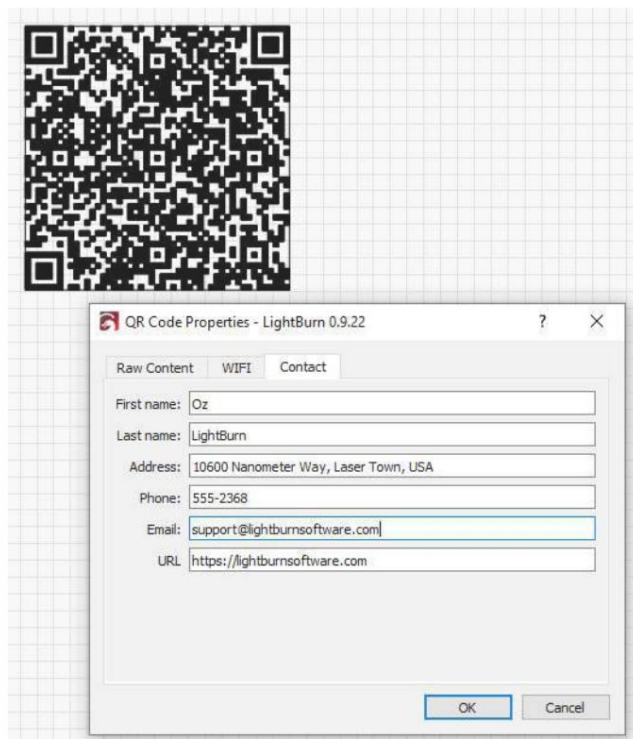 QR Code Properties - LightBurn 0.9.22 ?
Raw Content WIFI Contact
First name: Oz
Last name: LightBurn
Address: 10600 Nanometer Way, Laser Town, USA
Phone: 555-2368
Email: support@lightburnsoftware.com
URL https://lightburnsoftware.com
OK Cancel